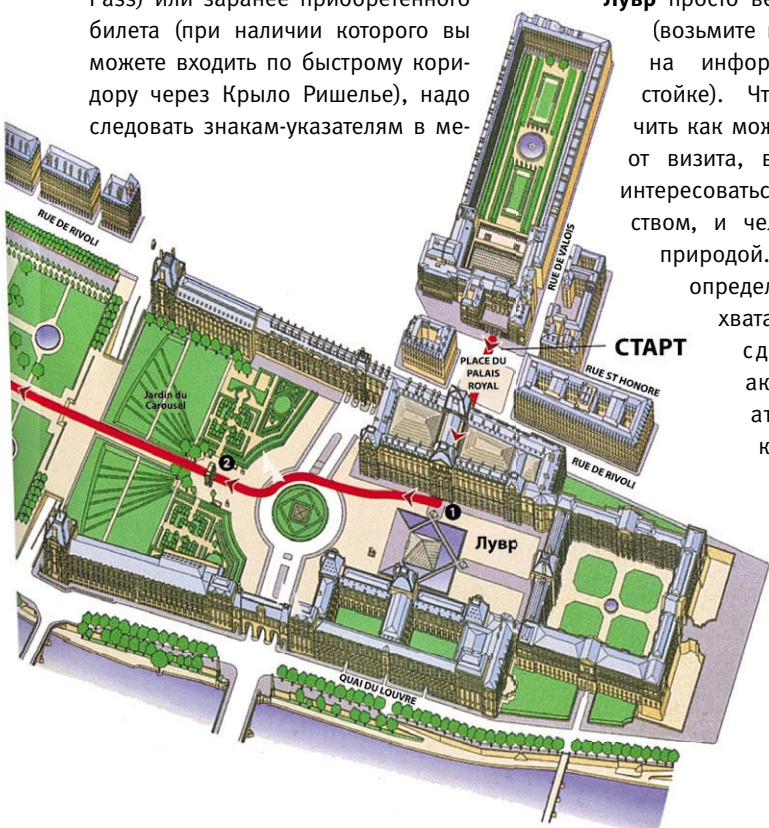 Pass) или заранее приобретённого
билета (при наличии которого вы
можете входить по быстрому кори-
дору через Крыло Ришелье), надо
следовать знакам-указателям в ме-
Лувр просто
(возьмите
на инфор
стойке). Чт
чить как мож
от визита, в
интересоватьс
ством, и чел
природой.
определ
хвата
сд
ак
ат
к
RUE DE RIVOLI
RUE DE VALOIS
СТАРТ
PLACE DU
PALAIS
ROYAL
RUE ST HONORE
RUE DE RIVOLI
Jardin du
Carousel
2
1
Лувр
QUAI DU LOUVRE